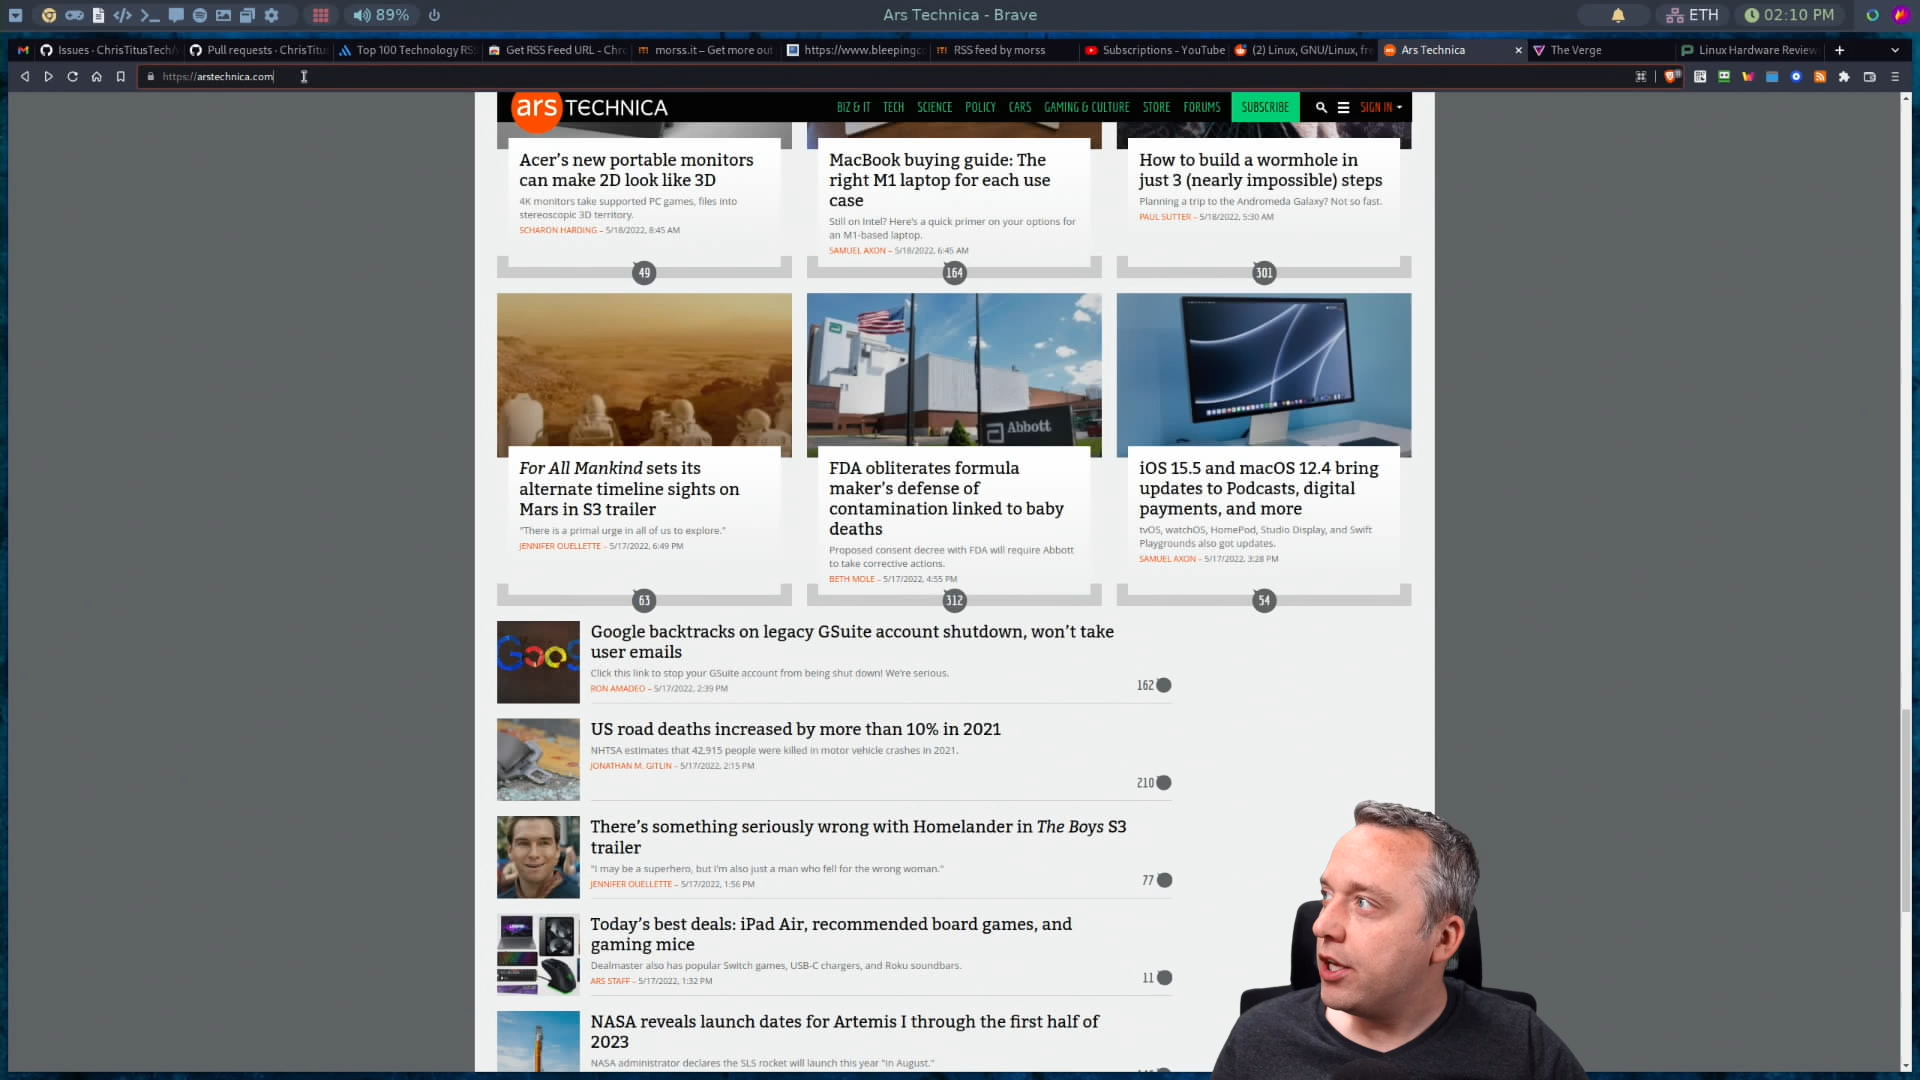 89%
Ars Technica - Brave
ETH
02:10 PM
Issues · ChrisTitusTech/
Pull requests · ChrisTitus
Top 100 Technology RS
Get RSS Feed URL - Chr
morss.it – Get more out
https://www.bleepingc
RSS feed by morss
Subscriptions - YouTube
(2) Linux, GNU/Linux, fr
Ars Technica
The Verge
Linux Hardware Review
https://arstechnica.com
ars TECHNICA
BIZ & IT TECH SCIENCE POLICY CARS GAMING & CULTURE STORE FORUMS SUBSCRIBE SIGN IN
Acer's new portable monitors
can make 2D look like 3D
4K monitors take supported PC games, files into
stereoscopic 3D territory.
SCHARON HARDING – 5/18/2022, 8:45 AM
49
MacBook buying guide: The
right M1 laptop for each use
case
Still on Intel? Here's a quick primer on your options for
an M1-based laptop.
SAMUEL AXON – 5/18/2022, 6:45 AM
164
How to build a wormhole in
just 3 (nearly impossible) steps
Planning a trip to the Andromeda Galaxy? Not so fast.
PAUL SUTTER – 5/18/2022, 5:30 AM
301
For All Mankind sets its
alternate timeline sights on
Mars in S3 trailer
"There is a primal urge in all of us to explore."
JENNIFER OUELLETTE – 5/17/2022, 6:49 PM
63
Abbott
FDA obliterates formula
maker's defense of
contamination linked to baby
deaths
Proposed consent decree with FDA will require Abbott
to take corrective actions.
BETH MOLE – 5/17/2022, 4:55 PM
312
iOS 15.5 and macOS 12.4 bring
updates to Podcasts, digital
payments, and more
tvOS, watchOS, HomePod, Studio Display, and Swift
Playgrounds also got updates.
SAMUEL AXON – 5/17/2022, 3:28 PM
54
Goog
Google backtracks on legacy GSuite account shutdown, won't take
user emails
Click this link to stop your GSuite account from being shut down! We're serious.
RON AMADEO – 5/17/2022, 2:39 PM
162
US road deaths increased by more than 10% in 2021
NHTSA estimates that 42,915 people were killed in motor vehicle crashes in 2021.
JONATHAN M. GITLIN – 5/17/2022, 2:15 PM
210
There's something seriously wrong with Homelander in The Boys S3
trailer
"I may be a superhero, but I'm also just a man who fell for the wrong woman."
JENNIFER OUELLETTE – 5/17/2022, 1:56 PM
77
Today's best deals: iPad Air, recommended board games, and
gaming mice
Dealmaster also has popular Switch games, USB-C chargers, and Roku soundbars.
ARS STAFF – 5/17/2022, 1:32 PM
11
NASA reveals launch dates for Artemis I through the first half of
2023
NASA administrator declares the SLS rocket will launch this year "in August."